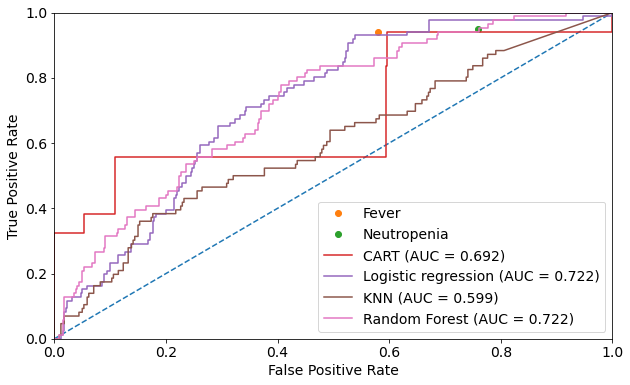 1.0
0.8
0.6
0.4
0.2
0.0
True Positive Rate
Fever
Neutropenia
CART (AUC = 0.692)
Logistic regression (AUC = 0.722)
KNN (AUC = 0.599)
Random Forest (AUC = 0.722)
0.0 0.2 0.4 0.6 0.8 1.0
False Positive Rate